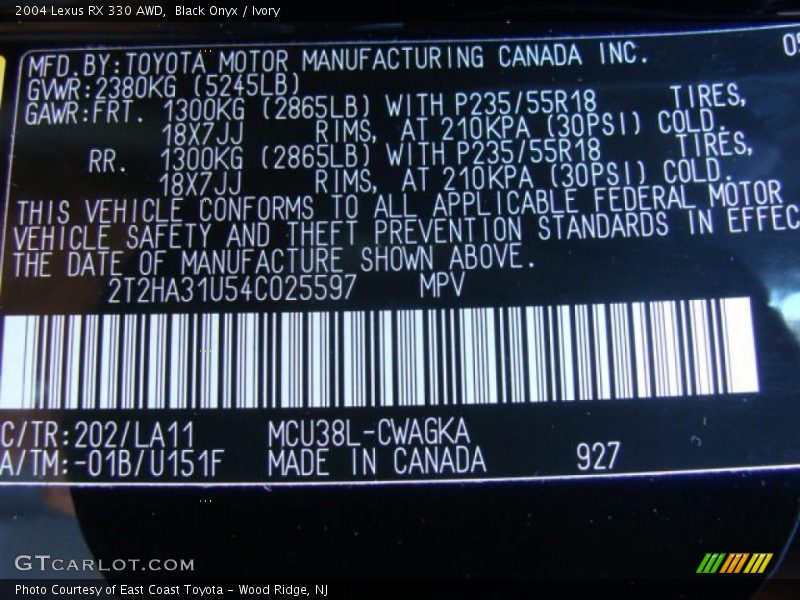 2004 Lexus RX 330 AWD, Black Onyx / Ivory
MFD.BY:TOYOTA MOTOR MANUFACTURING CANADA INC.
GVWR:2380KG (5245LB)
GAWR:FRT. 1300KG (2865LB) WITH P235/55R18 TIRES,
18X7JJ RIMS, AT 210KPA (30PSI) COLD.
RR. 1300KG (2865LB) WITH P235/55R18 TIRES,
18X7JJ RIMS, AT 210KPA (30PSI) COLD.
THIS VEHICLE CONFORMS TO ALL APPLICABLE FEDERAL MOTOR
VEHICLE SAFETY AND THEFT PREVENTION STANDARDS IN EFFEC
THE DATE OF MANUFACTURE SHOWN ABOVE.
2T2HA31U54C025597 MPV
C/TR:202/LA11 MCU38L-CWAGKA
A/TM:-01B/U151F MADE IN CANADA 927
GTCARLOT.COM
Photo Courtesy of East Coast Toyota - Wood Ridge, NJ